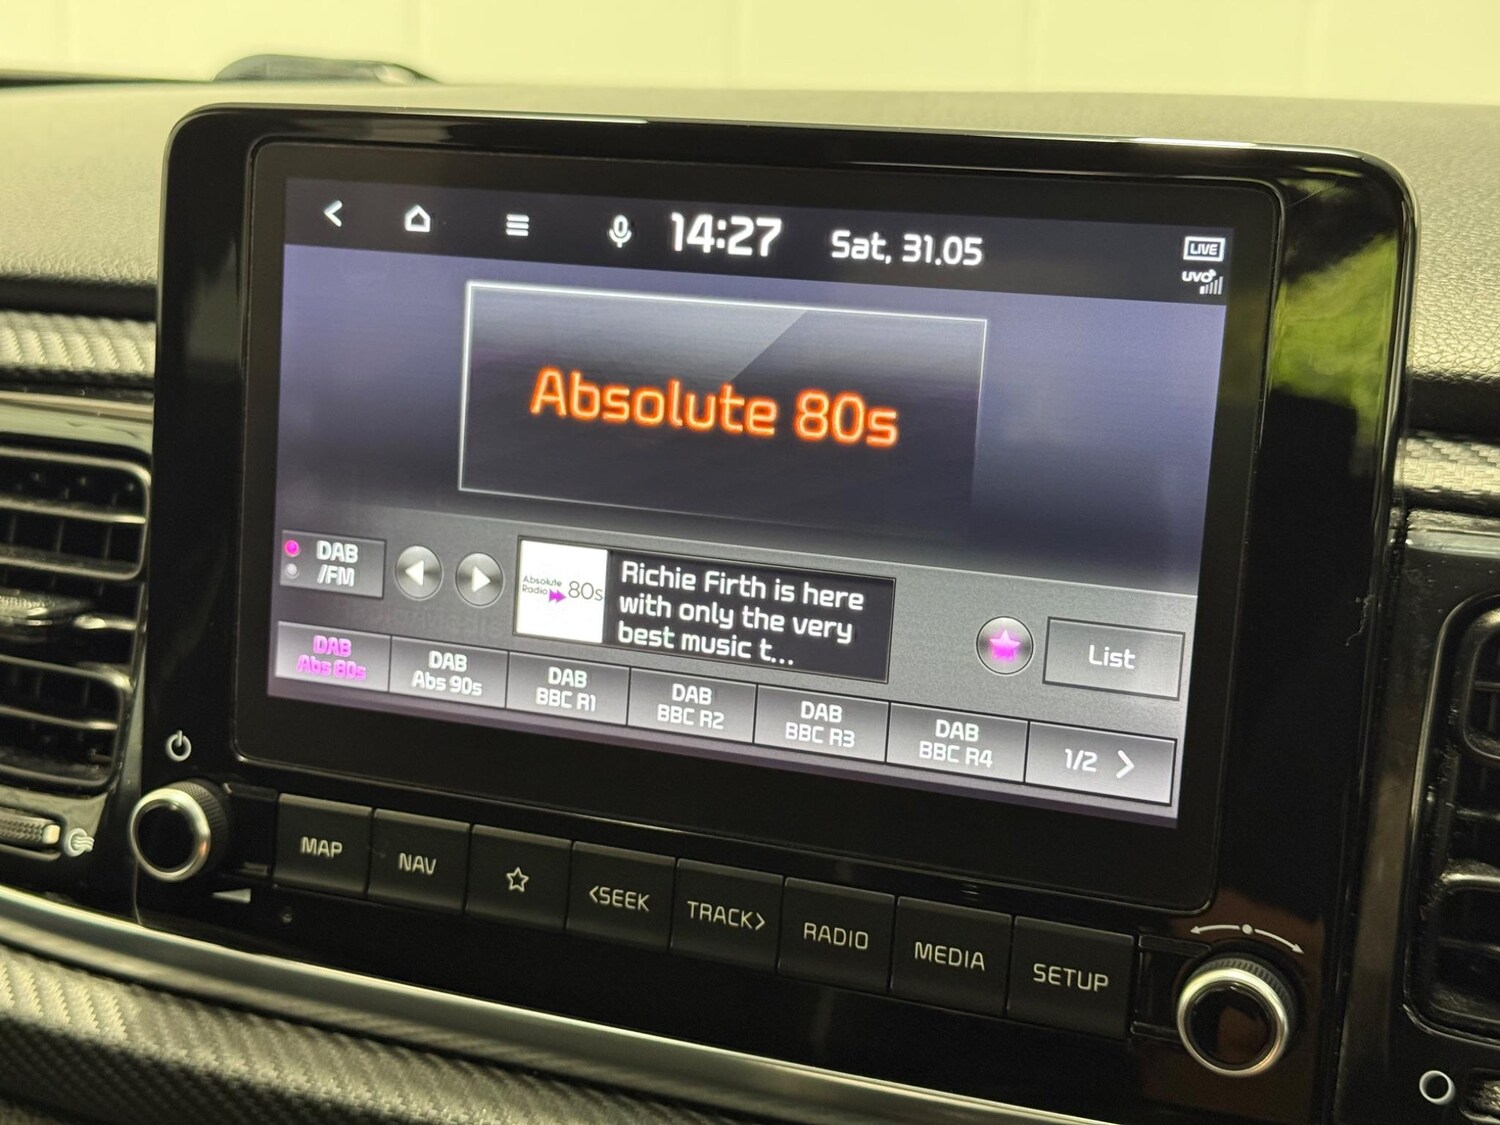 14:27
Sat, 31.05
LIVE
UVO
Absolute 80s
DAB
/FM
Absolute
Radio 80s
Richie Firth is here
with only the very
best music t...
List
DAB
Abs 80s
DAB
Abs 90s
DAB
BBC R1
DAB
BBC R2
DAB
BBC R3
DAB
BBC R4
1/2 >
MAP
NAV
<SEEK
TRACK>
RADIO
MEDIA
SETUP